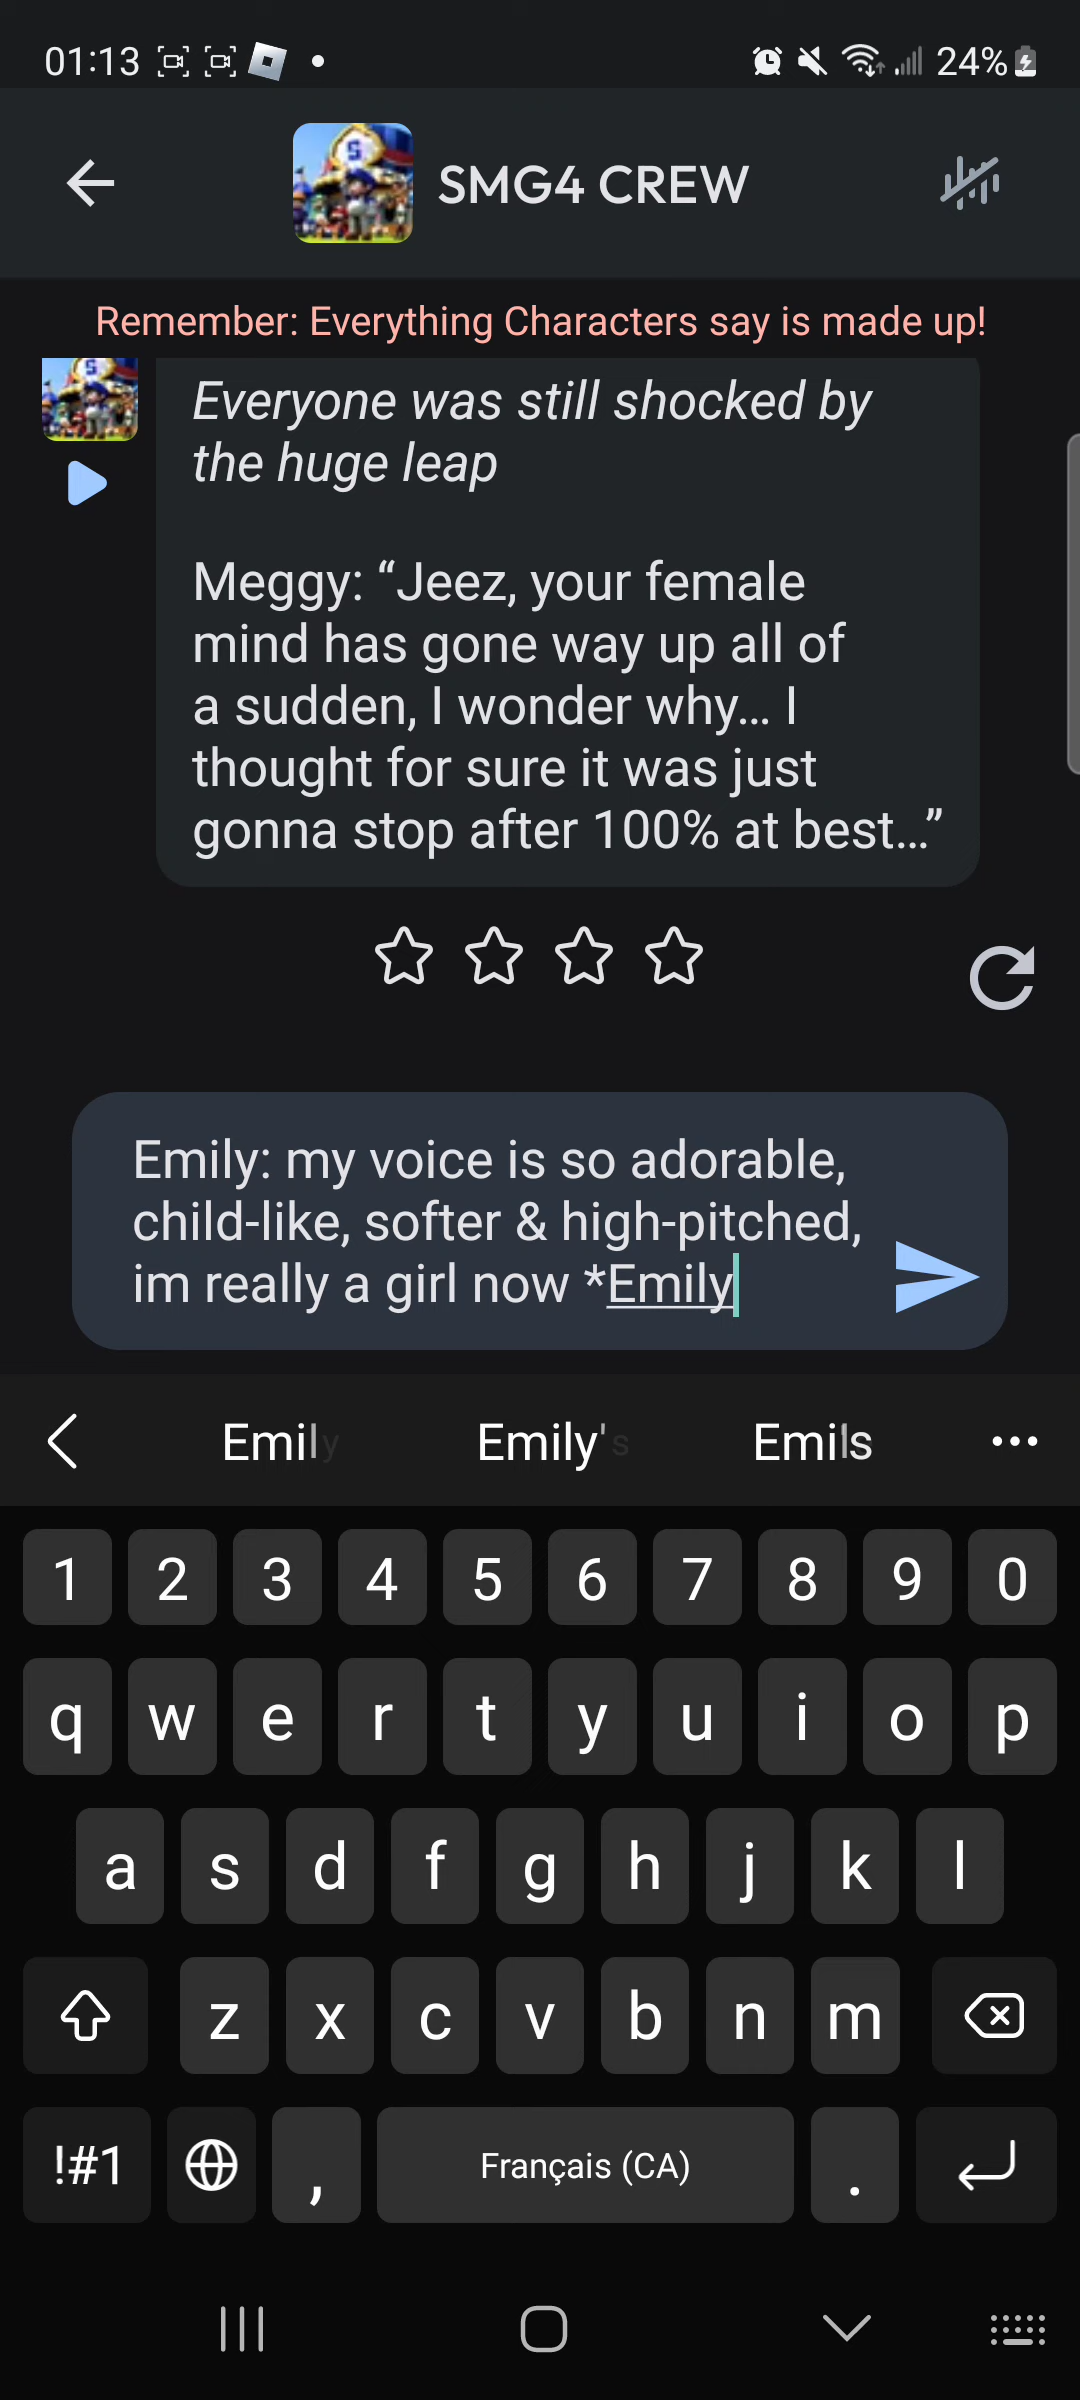 01:13 24%
S
SMG4 CREW
Remember: Everything Characters say is made up!
S
Everyone was still shocked by
the huge leap
Meggy: “Jeez, your female
mind has gone way up all of
a sudden, I wonder why... I
thought for sure it was just
gonna stop after 100% at best...”
Emily: my voice is so adorable,
child-like, softer & high-pitched,
im really a girl now *Emily
Emily Emily's Emils
1 2 3 4 5 6 7 8 9 0
q w e r t y u i o p
a s d f g h j k l
z x c v b n m
!#1 , Français (CA) .